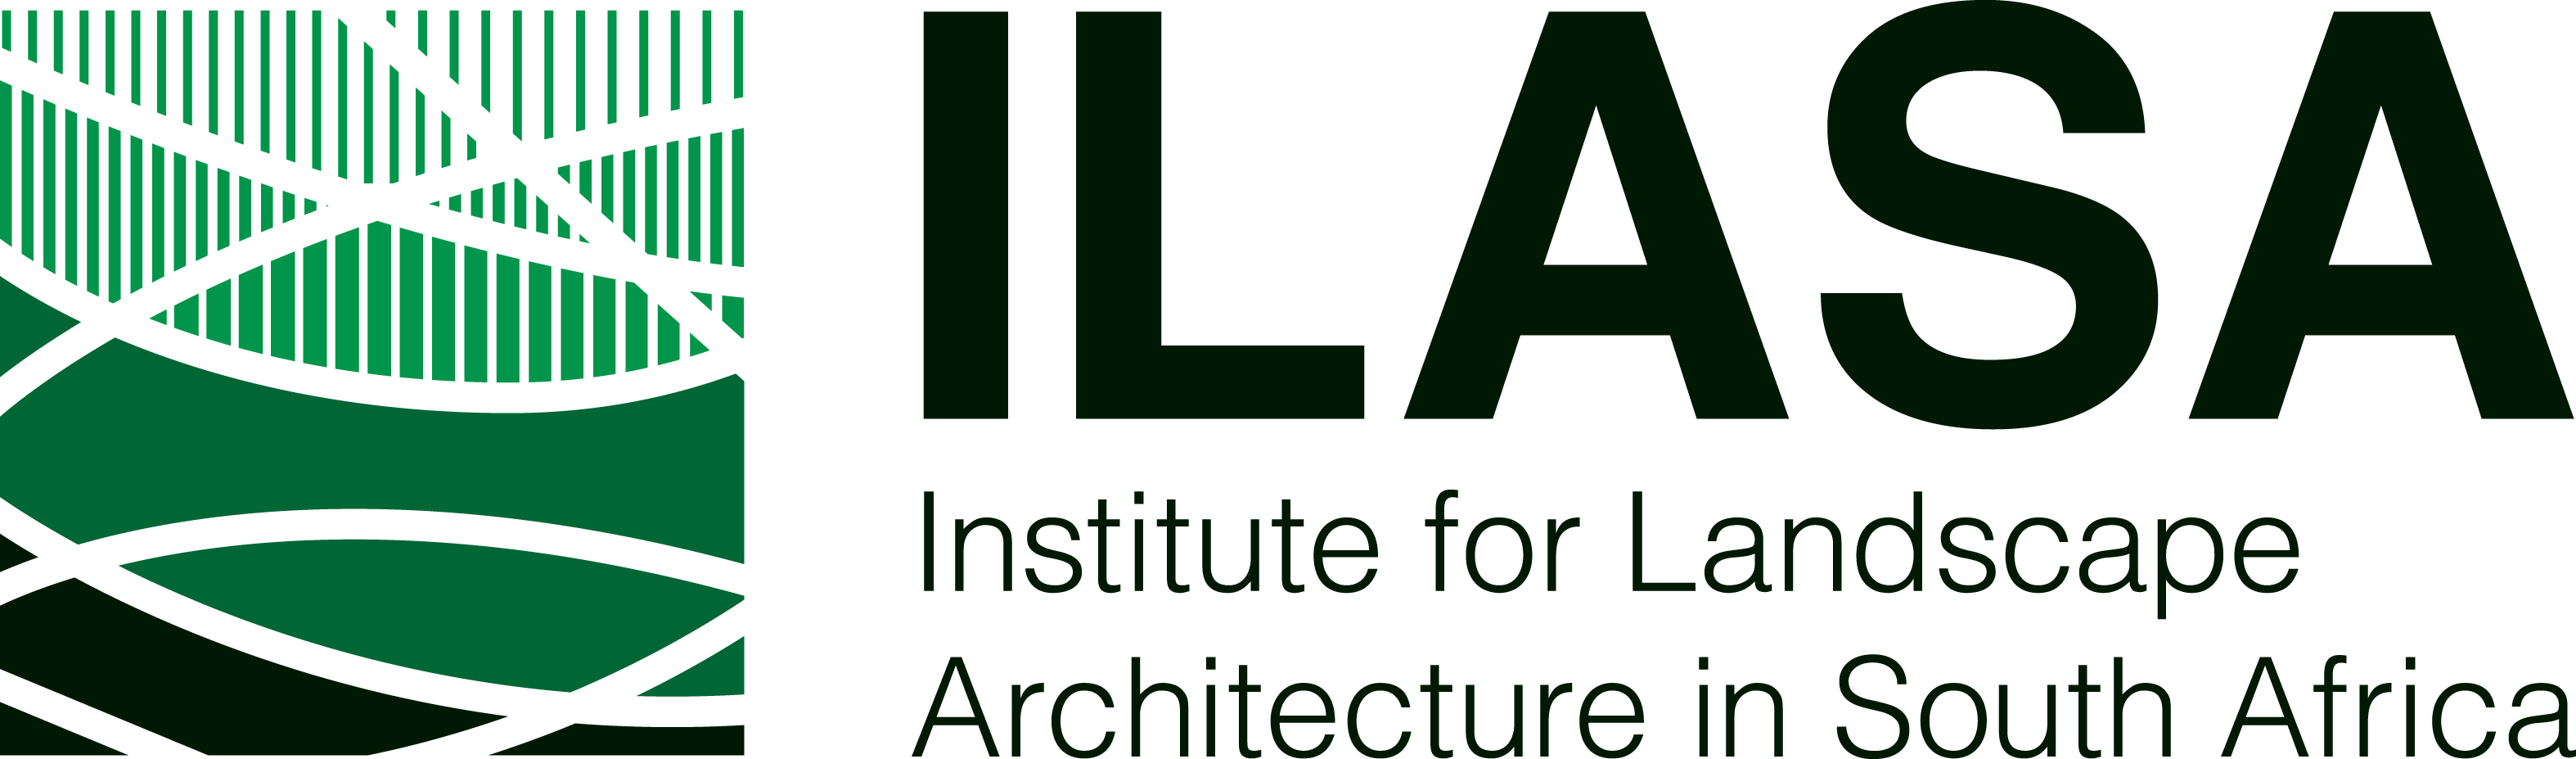 ILASA
Institute for Landscape
Architecture in South Africa